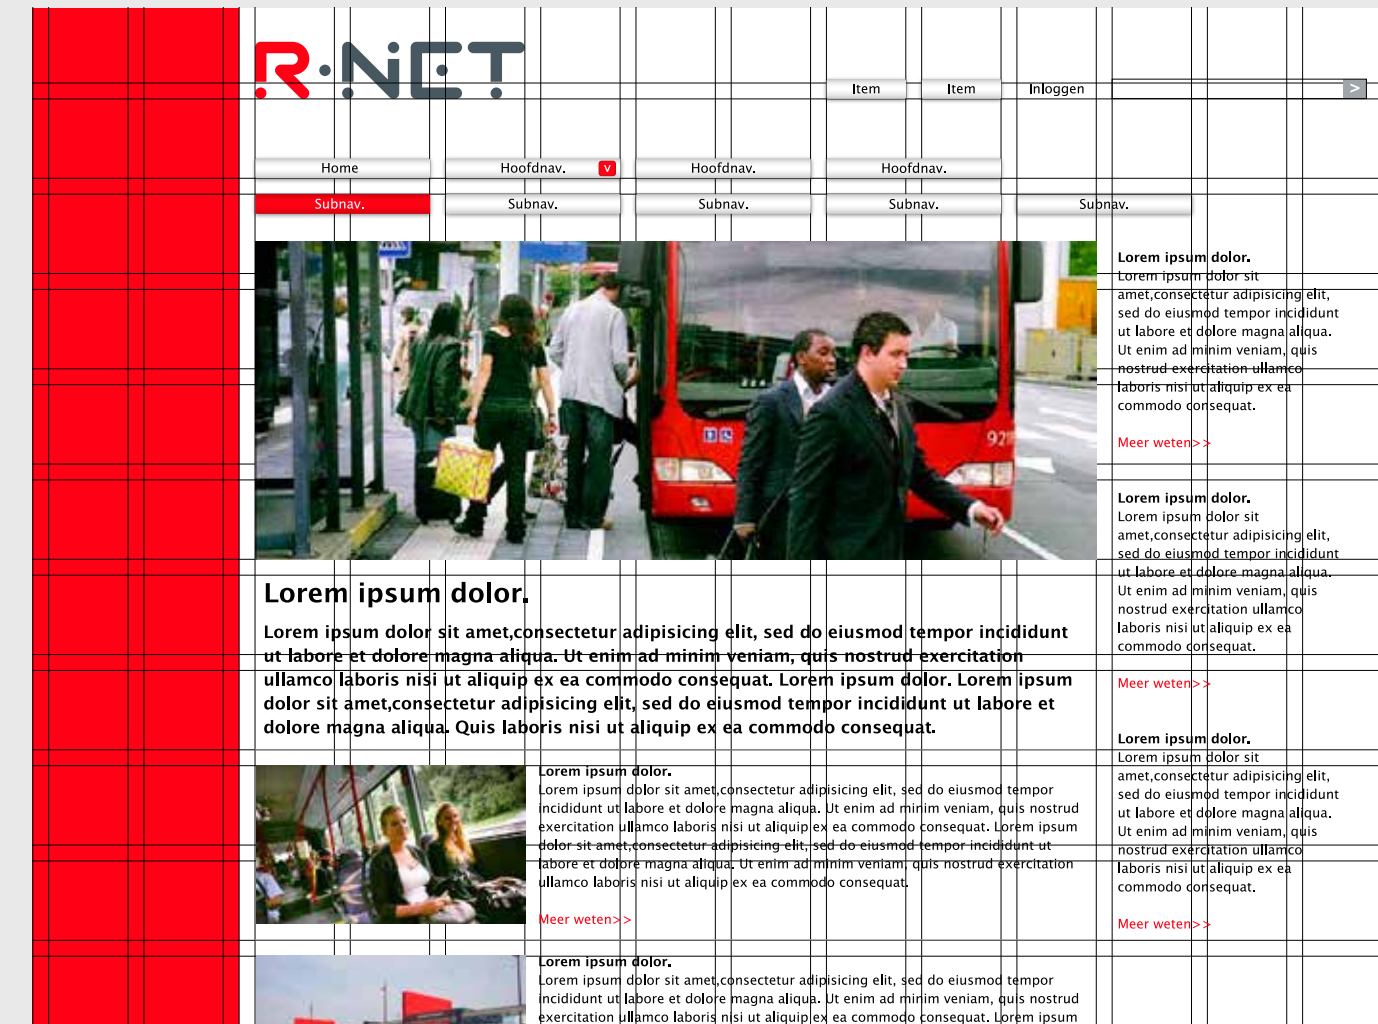 R·NET
Item
Item
Inloggen
>
Home
Hoofdnav.
v
Hoofdnav.
Hoofdnav.
Subnav.
Subnav.
Subnav.
Subnav.
Subnav.
921
Lorem ipsum dolor.
Lorem ipsum dolor sit amet,consectetur adipisicing elit, sed do eiusmod tempor incididunt
ut labore et dolore magna aliqua. Ut enim ad minim veniam, quis nostrud exercitation
ullamco laboris nisi ut aliquip ex ea commodo consequat. Lorem ipsum dolor. Lorem ipsum
dolor sit amet,consectetur adipisicing elit, sed do eiusmod tempor incididunt ut labore et
dolore magna aliqua. Quis laboris nisi ut aliquip ex ea commodo consequat.
Lorem ipsum dolor.
Lorem ipsum dolor sit amet,consectetur adipisicing elit, sed do eiusmod tempor
incididunt ut labore et dolore magna aliqua. Ut enim ad minim veniam, quis nostrud
exercitation ullamco laboris nisi ut aliquip ex ea commodo consequat. Lorem ipsum
dolor sit amet,consectetur adipisicing elit, sed do eiusmod tempor incididunt ut
labore et dolore magna aliqua. Ut enim ad minim veniam, quis nostrud exercitation
ullamco laboris nisi ut aliquip ex ea commodo consequat.
Meer weten>>
Lorem ipsum dolor.
Lorem ipsum dolor sit amet,consectetur adipisicing elit, sed do eiusmod tempor
incididunt ut labore et dolore magna aliqua. Ut enim ad minim veniam, quis nostrud
exercitation ullamco laboris nisi ut aliquip ex ea commodo consequat. Lorem ipsum
Lorem ipsum dolor.
Lorem ipsum dolor sit
amet,consectetur adipisicing elit,
sed do eiusmod tempor incididunt
ut labore et dolore magna aliqua.
Ut enim ad minim veniam, quis
nostrud exercitation ullamco
laboris nisi ut aliquip ex ea
commodo consequat.
Meer weten>>
Lorem ipsum dolor.
Lorem ipsum dolor sit
amet,consectetur adipisicing elit,
sed do eiusmod tempor incididunt
ut labore et dolore magna aliqua.
Ut enim ad minim veniam, quis
nostrud exercitation ullamco
laboris nisi ut aliquip ex ea
commodo consequat.
Meer weten>>
Lorem ipsum dolor.
Lorem ipsum dolor sit
amet,consectetur adipisicing elit,
sed do eiusmod tempor incididunt
ut labore et dolore magna aliqua.
Ut enim ad minim veniam, quis
nostrud exercitation ullamco
laboris nisi ut aliquip ex ea
commodo consequat.
Meer weten>>